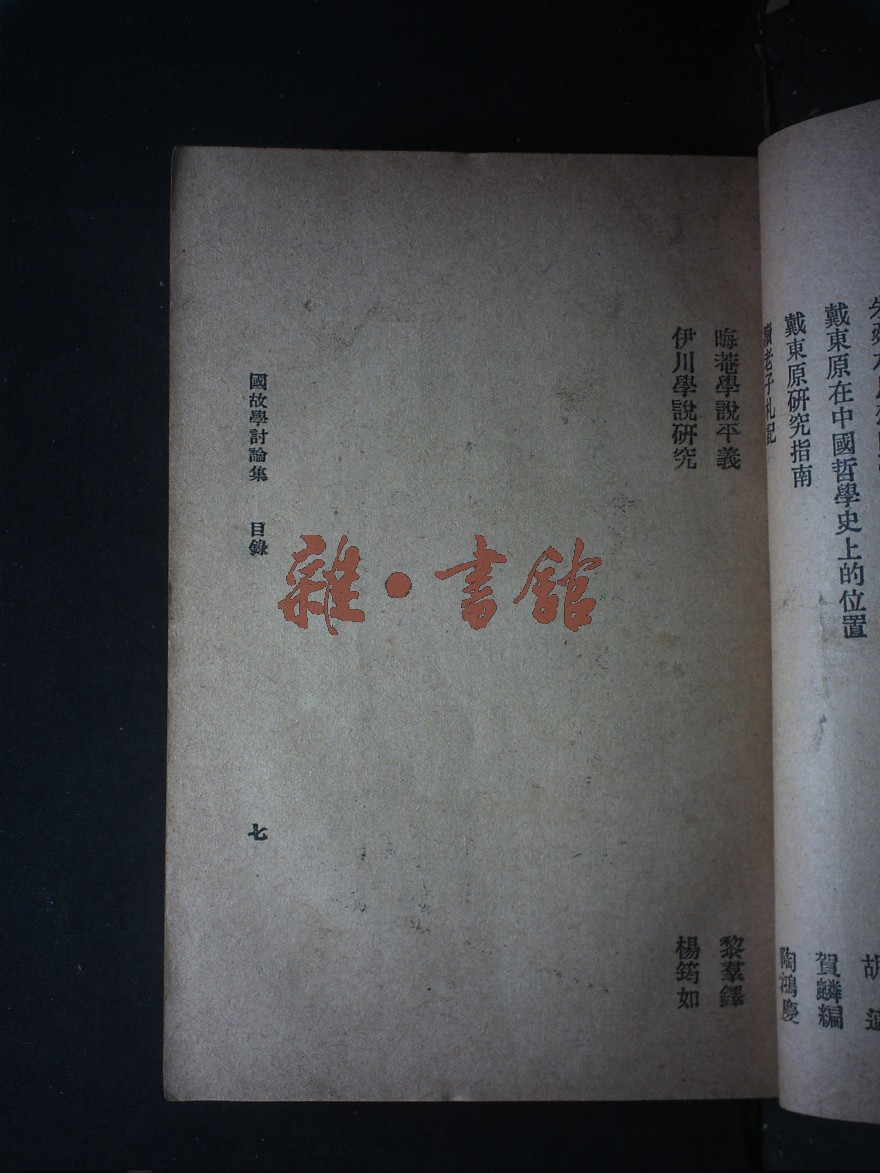 戴東原在中國哲學史上的位置
胡適
戴東原研究指南
賀麟編
讀老子札記
陶鴻慶
晦菴學說平義
黎羣鐸
伊川學說研究
楊筠如
國故學討論集 目錄
七
雜·書館